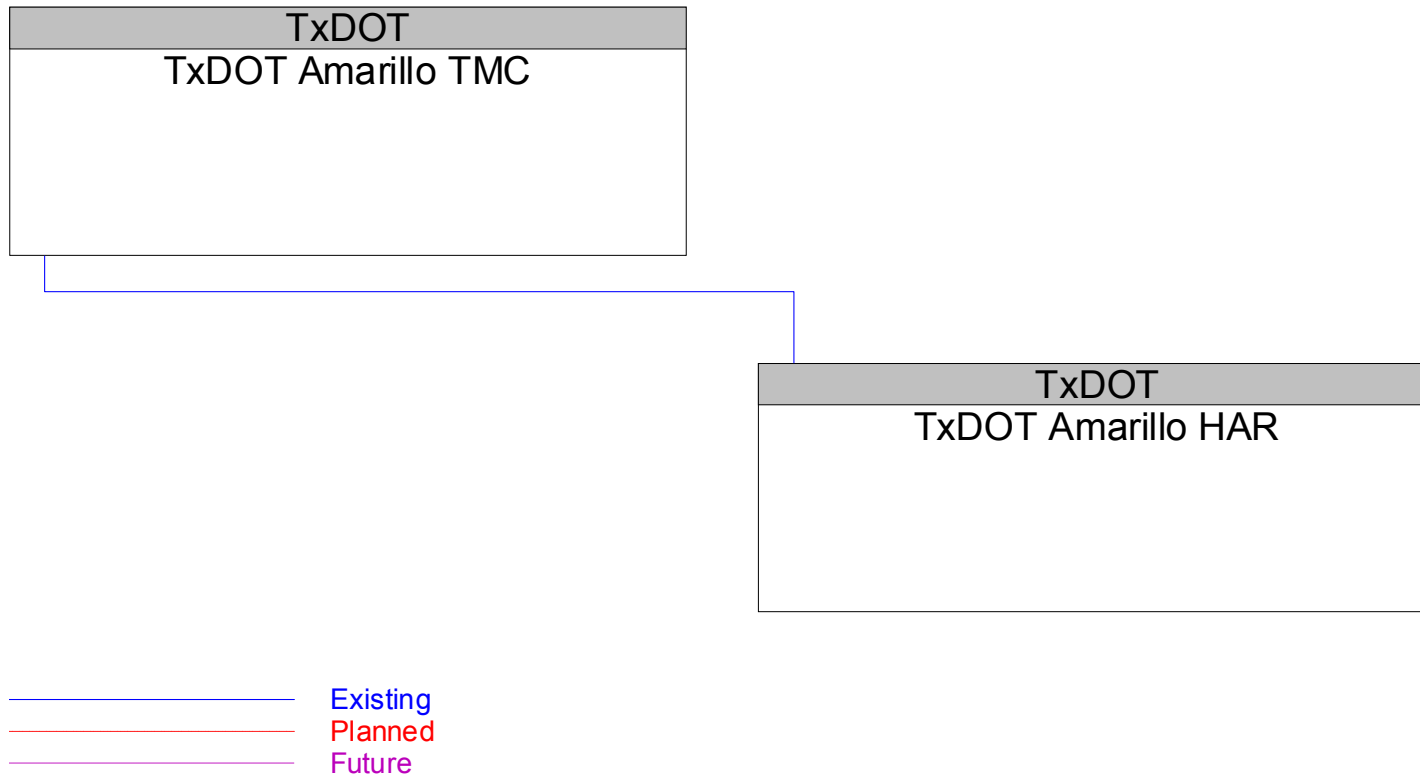 TxDOT
TxDOT Amarillo TMC
TxDOT
TxDOT Amarillo HAR
Existing
Planned
Future